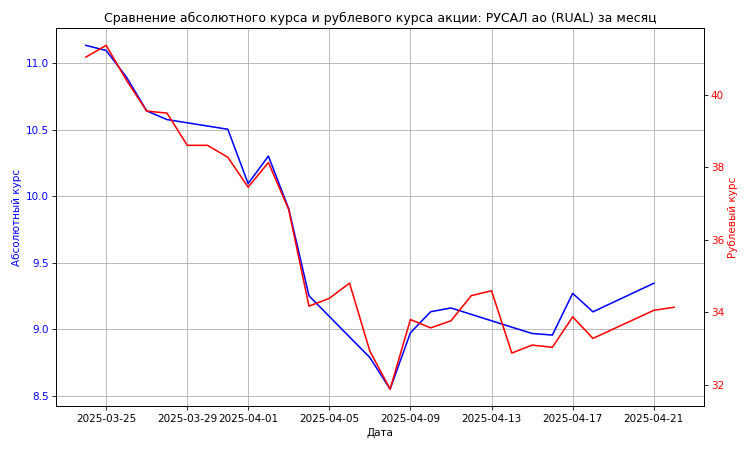 Сравнение абсолютного курса и рублевого курса акции: РУСАЛ ао (RUAL) за месяц
Абсолютный курс
11.0
10.5
10.0
9.5
9.0
8.5
40
38
36
34
32
Рублевый курс
2025-03-25 2025-03-29 2025-04-01 2025-04-05 2025-04-09 2025-04-13 2025-04-17 2025-04-21
Дата